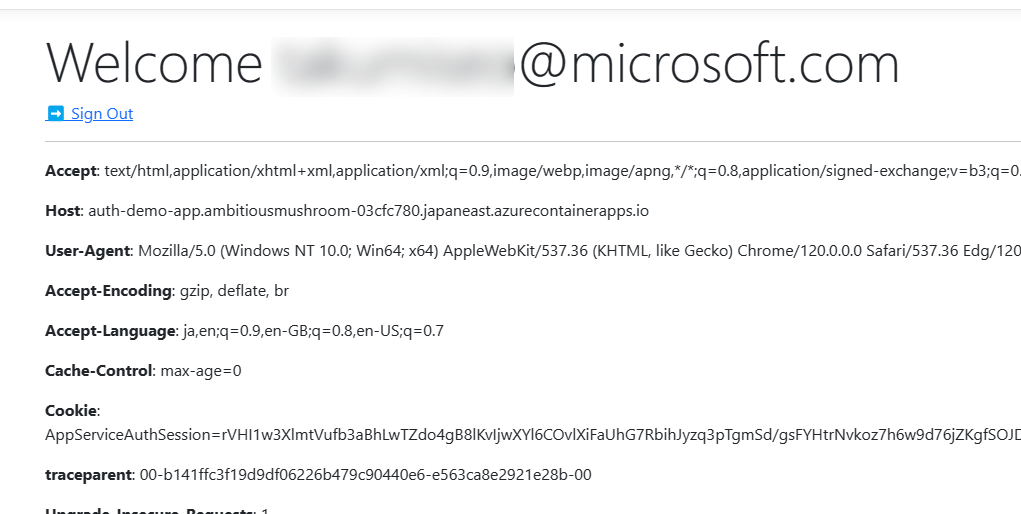 Welcome @microsoft.com
Sign Out
Accept: text/html,application/xhtml+xml,application/xml;q=0.9,image/webp,image/apng,*/*;q=0.8,application/signed-exchange;v=b3;q=0.
Host: auth-demo-app.ambitiousmushroom-03cfc780.japaneast.azurecontainerapps.io
User-Agent: Mozilla/5.0 (Windows NT 10.0; Win64; x64) AppleWebKit/537.36 (KHTML, like Gecko) Chrome/120.0.0.0 Safari/537.36 Edg/120
Accept-Encoding: gzip, deflate, br
Accept-Language: ja,en;q=0.9,en-GB;q=0.8,en-US;q=0.7
Cache-Control: max-age=0
Cookie:
AppServiceAuthSession=rVHI1w3XlmtVufb3aBhLwTZdo4gB8lKvIjwXYl6COvlXiFaUhG7RbihJyzq3pTgmSd/gsFYHtrNvkoz7h6w9d76jZKgfSOJD
traceparent: 00-b141ffc3f19d9df06226b479c90440e6-e563ca8e2921e28b-00
Upgrade-Insecure-Requests: 1